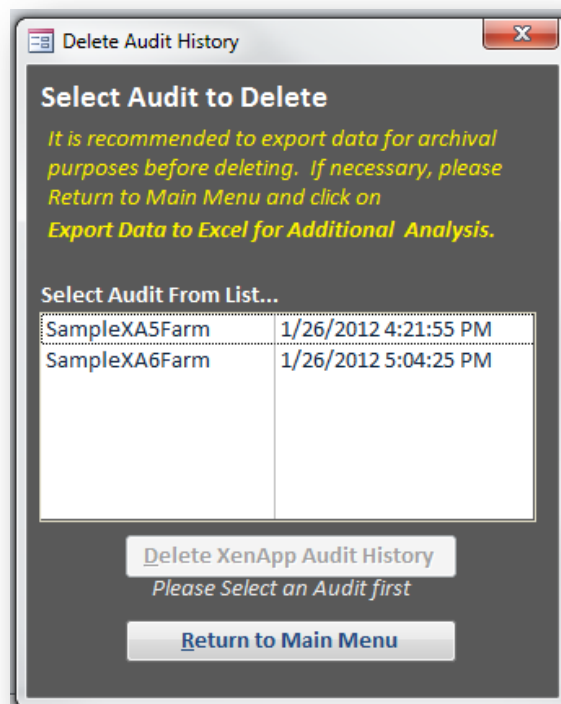 Delete Audit History
Select Audit to Delete
It is recommended to export data for archival
purposes before deleting. If necessary, please
Return to Main Menu and click on
Export Data to Excel for Additional Analysis.
Select Audit From List...
SampleXA5Farm 1/26/2012 4:21:55 PM
SampleXA6Farm 1/26/2012 5:04:25 PM
Delete XenApp Audit History
Please Select an Audit first
Return to Main Menu